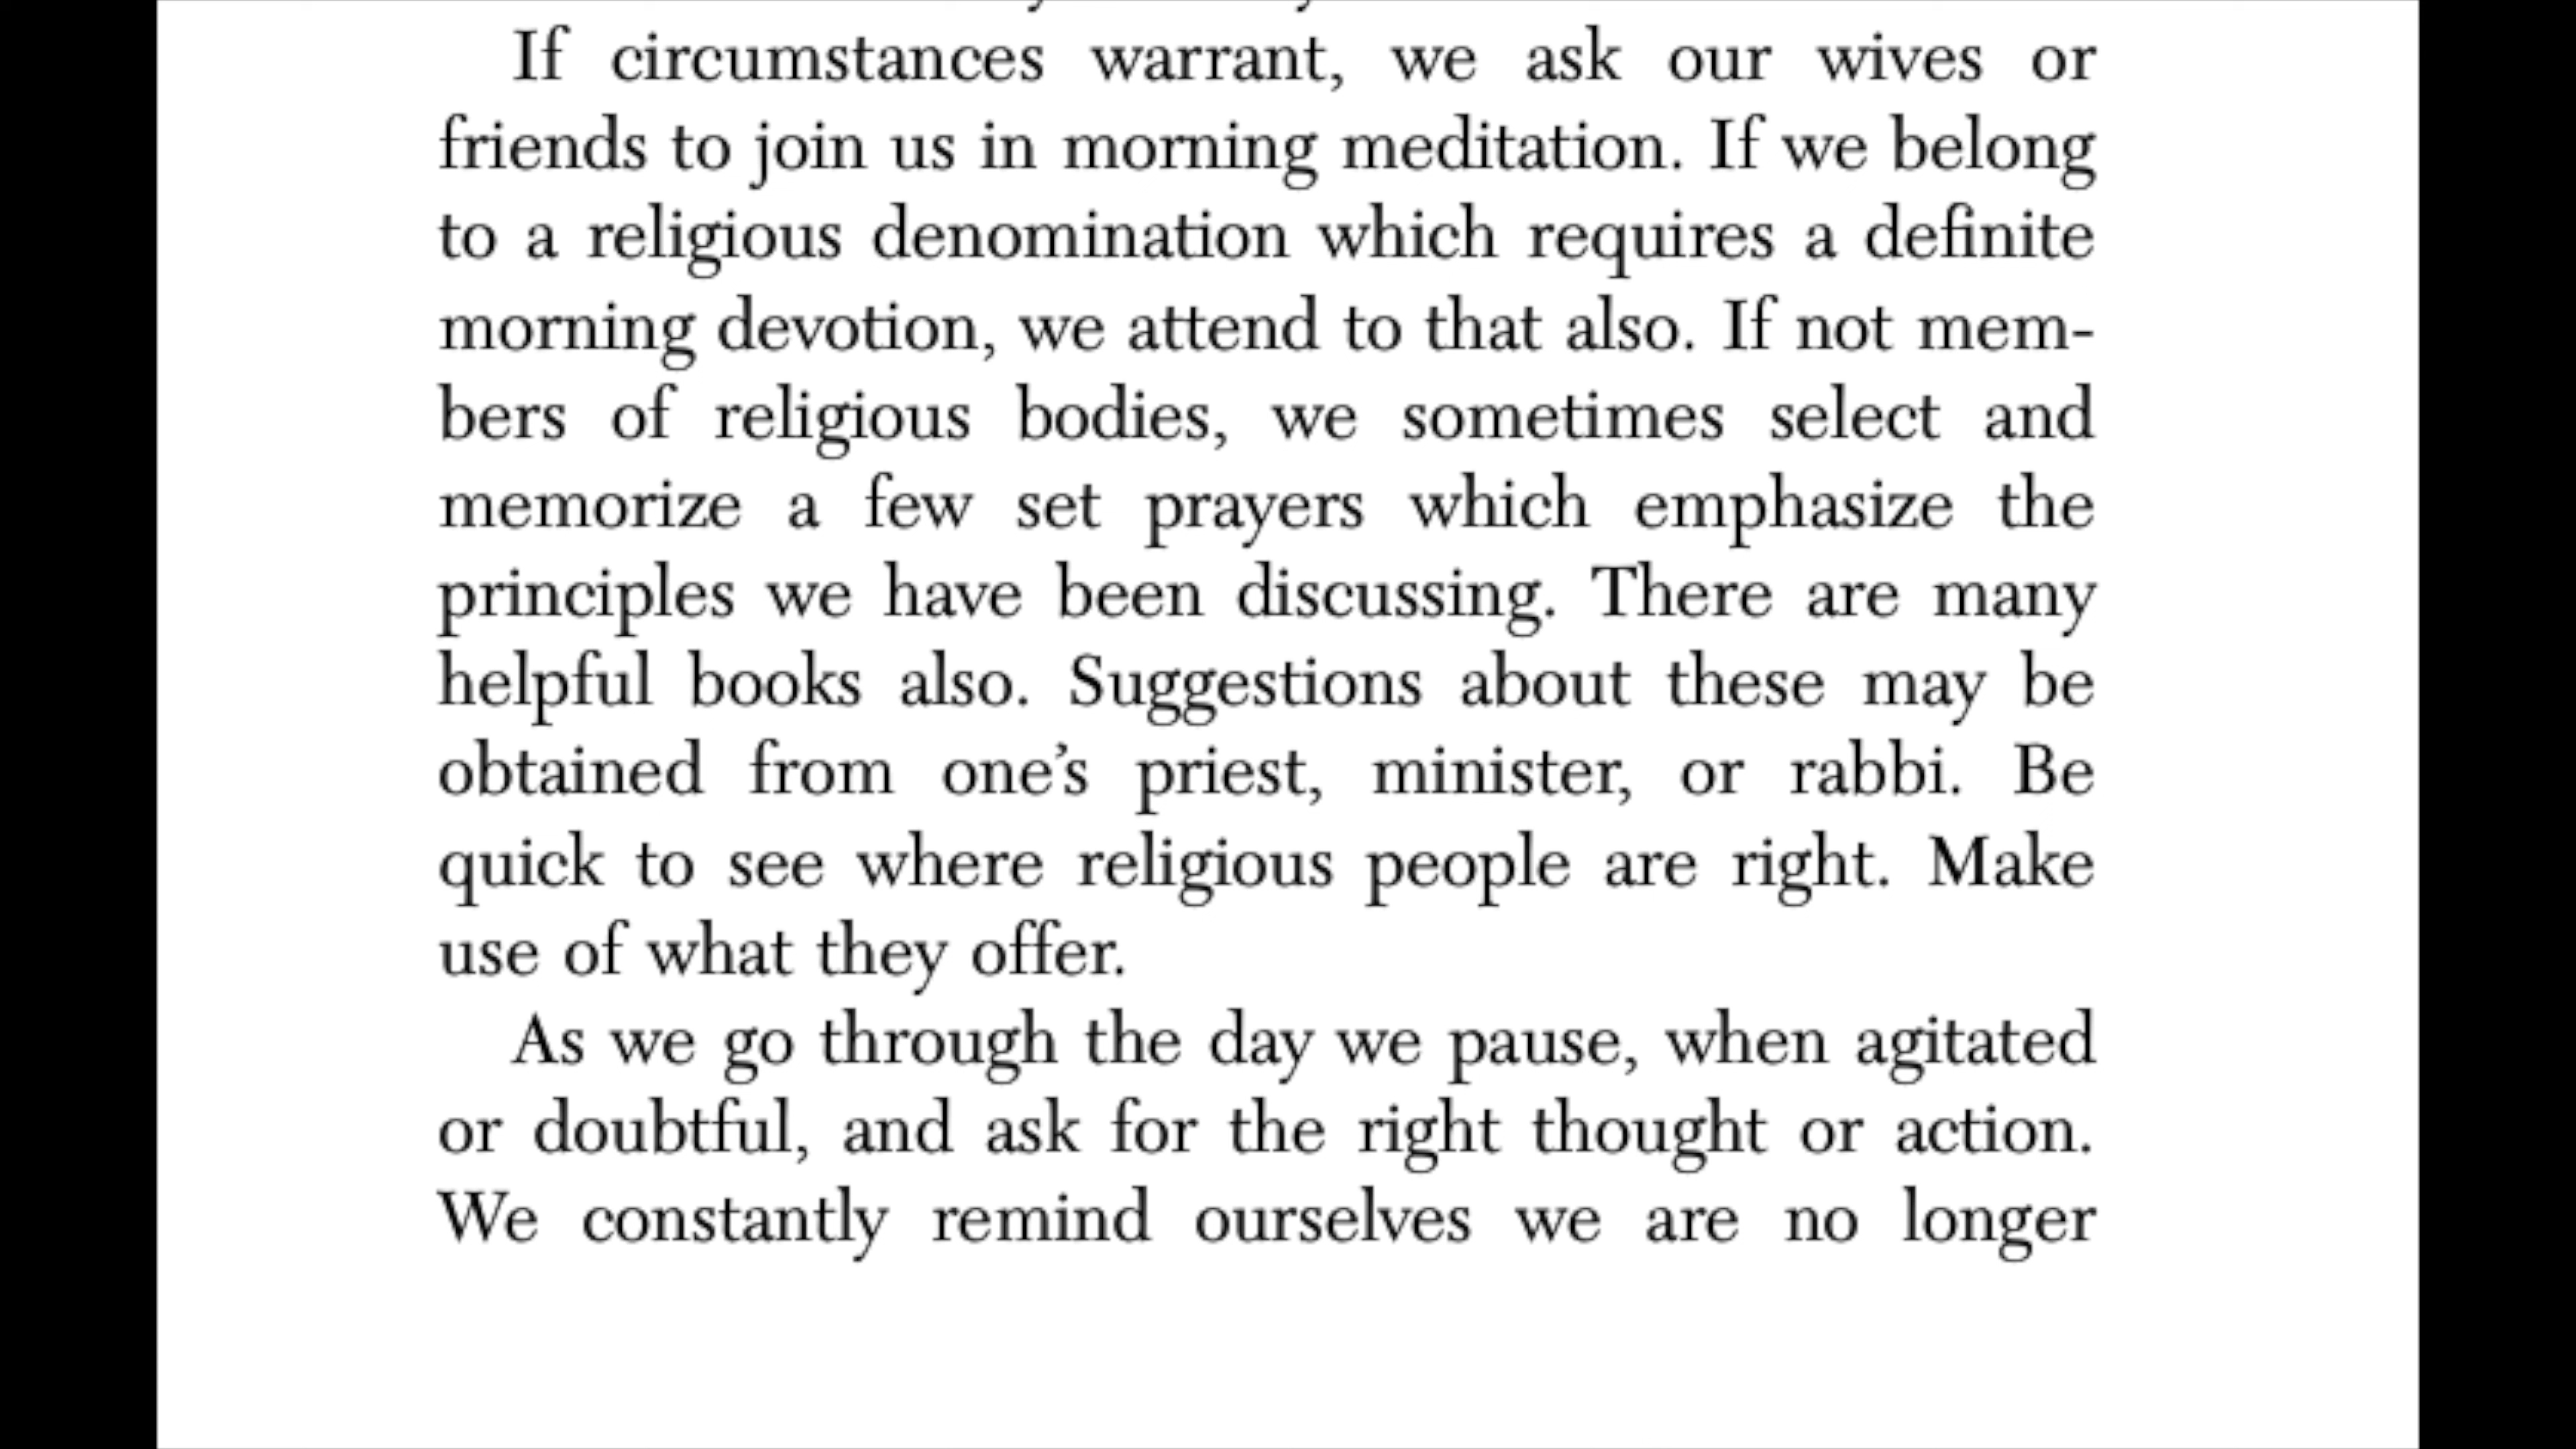 If circumstances warrant, we ask our wives or
friends to join us in morning meditation. If we belong
to a religious denomination which requires a definite
morning devotion, we attend to that also. If not mem-
bers of religious bodies, we sometimes select and
memorize a few set prayers which emphasize the
principles we have been discussing. There are many
helpful books also. Suggestions about these may be
obtained from one’s priest, minister, or rabbi. Be
quick to see where religious people are right. Make
use of what they offer.
As we go through the day we pause, when agitated
or doubtful, and ask for the right thought or action.
We constantly remind ourselves we are no longer